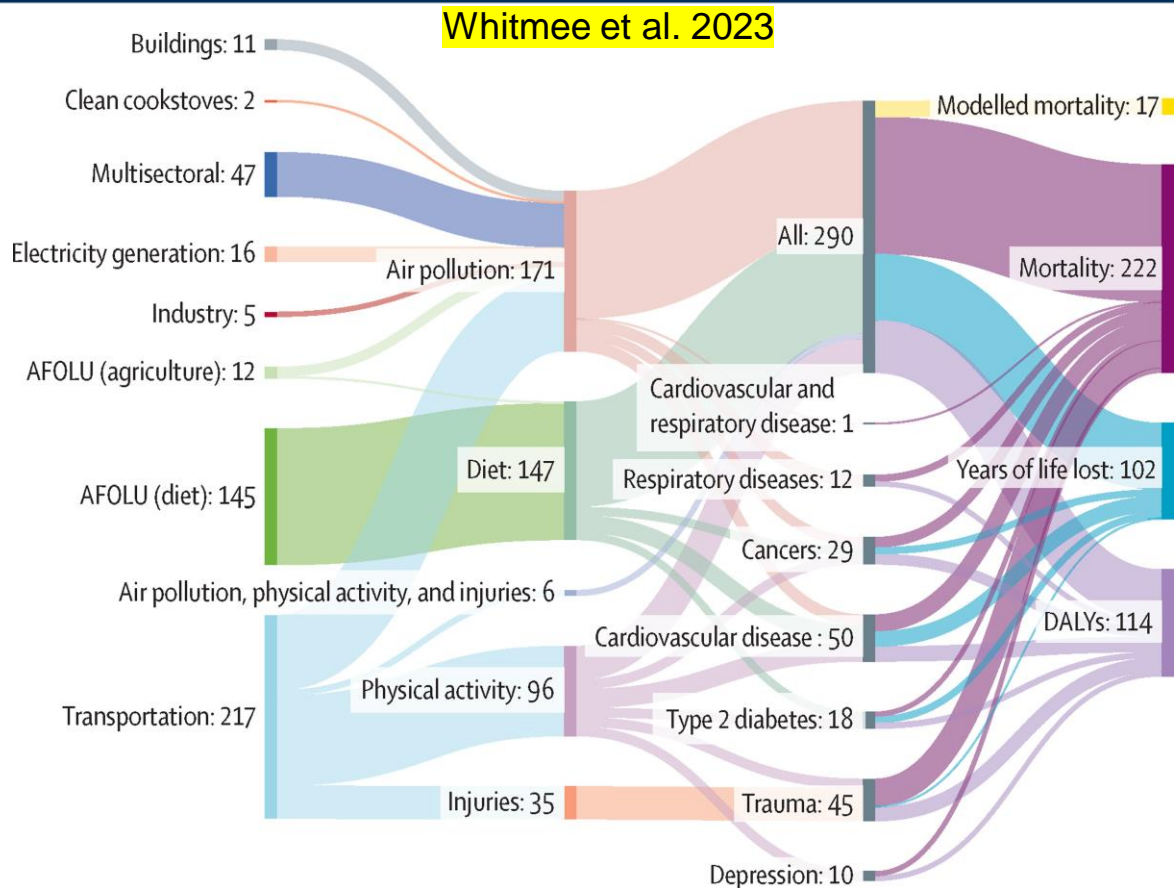 Whitmee et al. 2023
Buildings: 11
Clean cookstoves: 2
Multisectoral: 47
Electricity generation: 16
Industry: 5
AFOLU (agriculture): 12
AFOLU (diet): 145
Transportation: 217
Air pollution: 171
Diet: 147
Air pollution, physical activity, and injuries: 6
Physical activity: 96
Injuries: 35
All: 290
Cardiovascular and
respiratory disease: 1
Respiratory diseases: 12
Cancers: 29
Cardiovascular disease : 50
Type 2 diabetes: 18
Trauma: 45
Depression: 10
Modelled mortality: 17
Mortality: 222
Years of life lost: 102
DALYs: 114